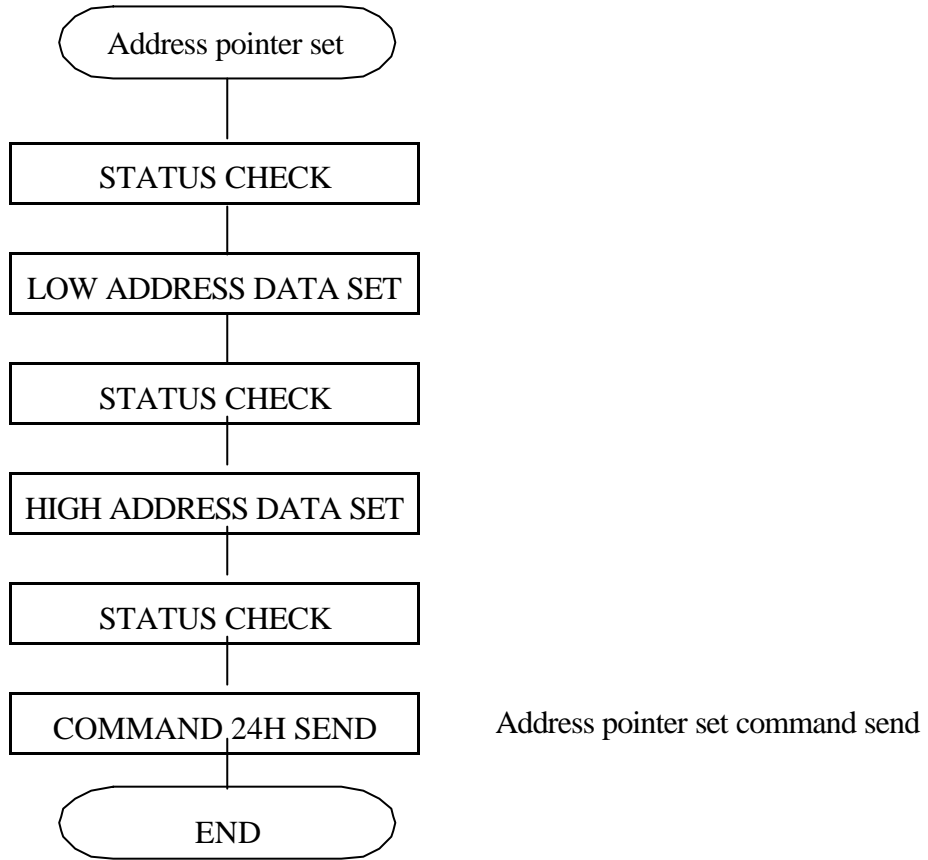 Address pointer set
STATUS CHECK
LOW ADDRESS DATA SET
STATUS CHECK
HIGH ADDRESS DATA SET
STATUS CHECK
COMMAND 24H SEND
Address pointer set command send
END